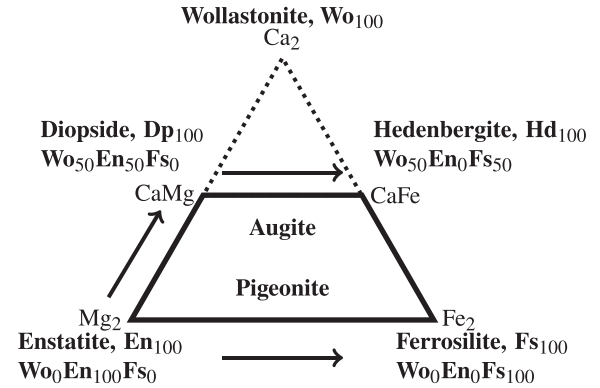 Wollastonite, Wo₁₀₀
Ca₂
Diopside, Dp₁₀₀
Wo₅₀En₅₀Fs₀
Hedenbergite, Hd₁₀₀
Wo₅₀En₀Fs₅₀
CaMg
CaFe
Augite
Pigeonite
Mg₂
Fe₂
Enstatite, En₁₀₀
Wo₀En₁₀₀Fs₀
Ferrosilite, Fs₁₀₀
Wo₀En₀Fs₁₀₀